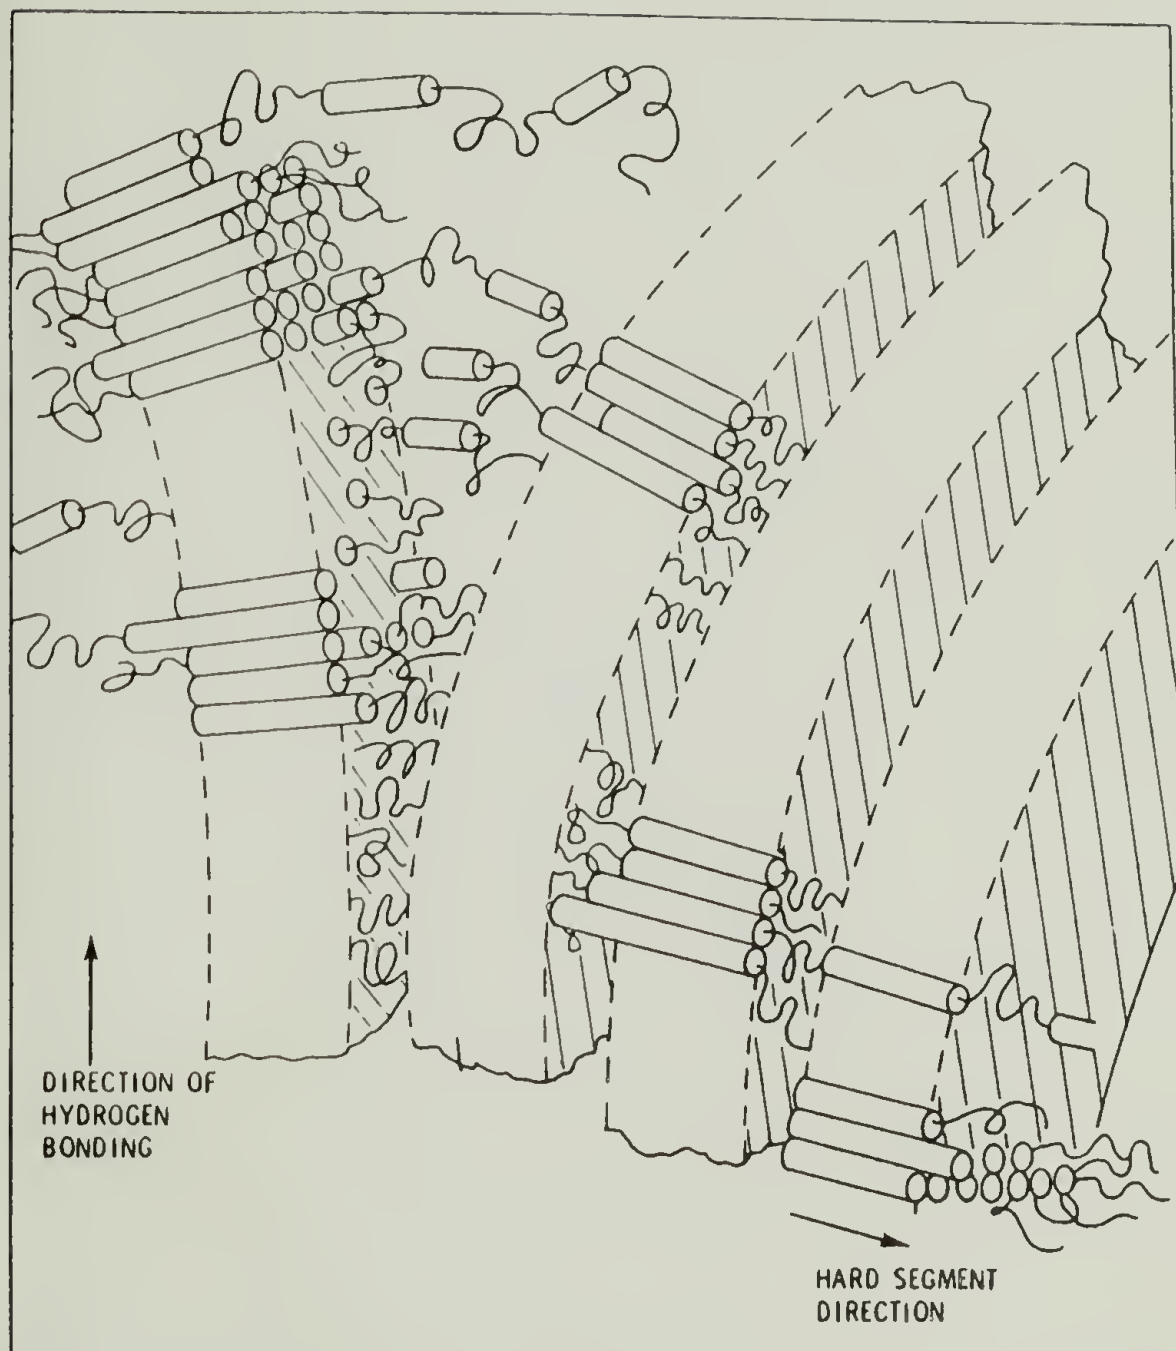 DIRECTION OF
HYDROGEN
BONDING
HARD SEGMENT
DIRECTION